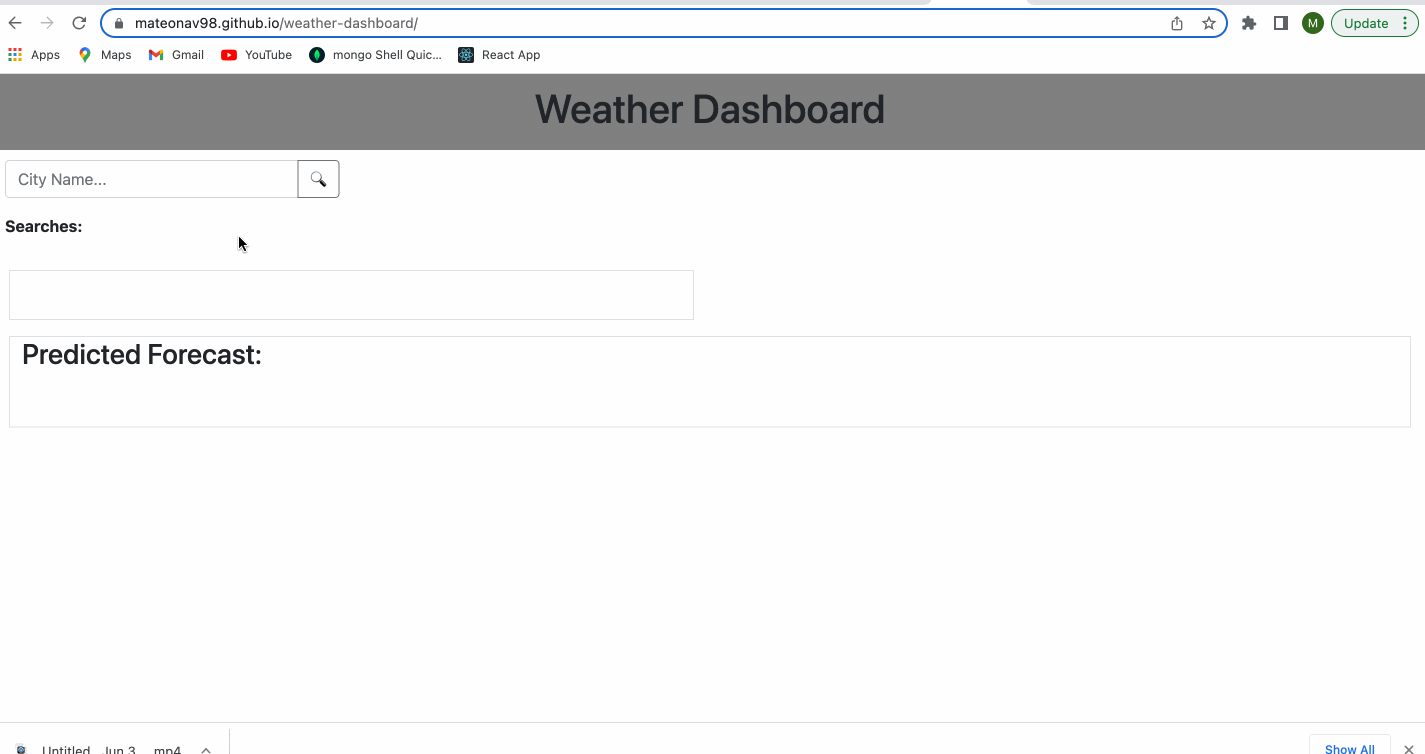 mateonav98.github.io/weather-dashboard/
M
Update
Apps Maps Gmail YouTube mongo Shell Quic... React App
Weather Dashboard
City Name...
Searches:
Predicted Forecast:
Untitled Jun 3 mp4
Show All